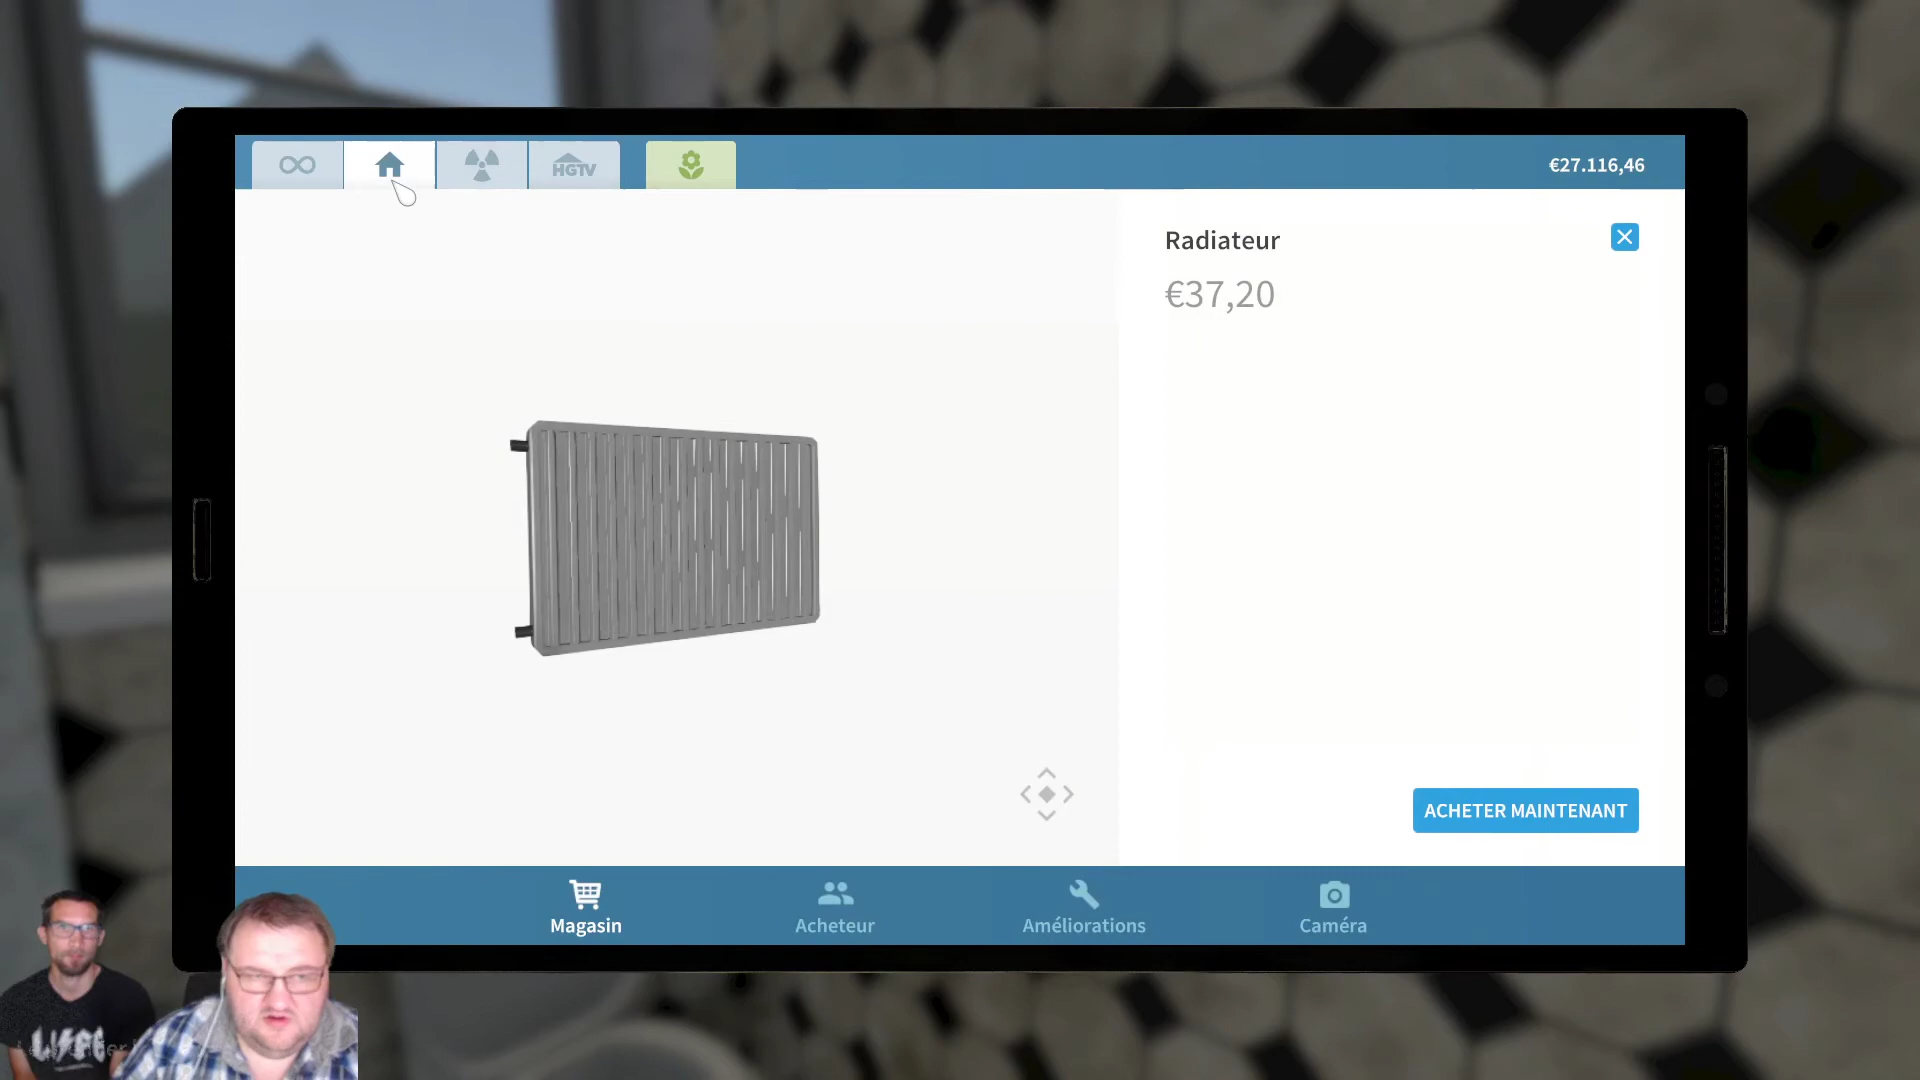 HGTV
€27.116,46
Radiateur
€37,20
ACHETER MAINTENANT
Magasin
Acheteur
Améliorations
Caméra